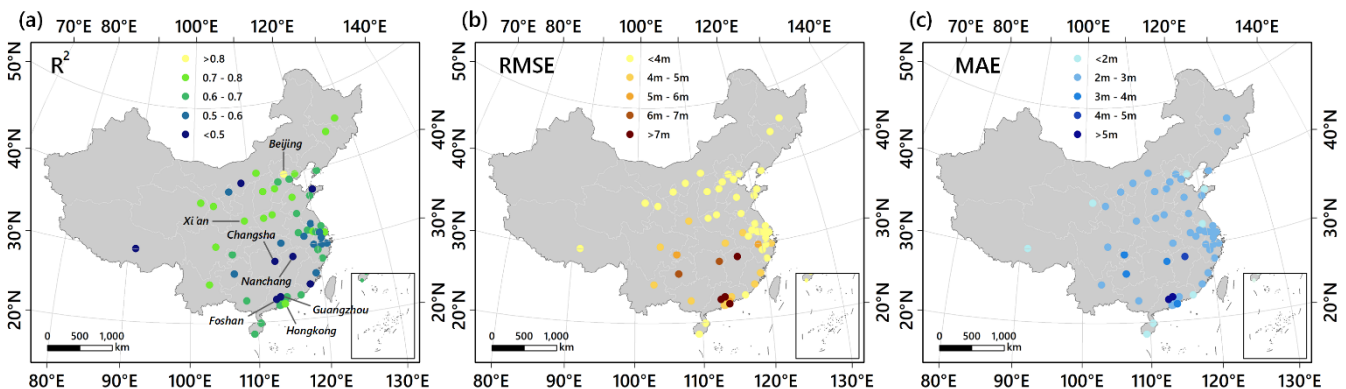 (a)
70°E
80°E
120°E
140°E
(b)
70°E
80°E
120°E
140°E
(c)
70°E
80°E
120°E
140°E
R²
>0.8
0.7 - 0.8
0.6 - 0.7
0.5 - 0.6
<0.5
RMSE
<4m
4m - 5m
5m - 6m
6m - 7m
>7m
MAE
<2m
2m - 3m
3m - 4m
4m - 5m
>5m
50°N
40°N
30°N
20°N
50°N
40°N
30°N
20°N
50°N
40°N
30°N
20°N
50°N
40°N
30°N
20°N
Beijing
Xi'an
Changsha
Nanchang
Guangzhou
Foshan
Hongkong
0 500 1,000
km
0 500 1,000
km
0 500 1,000
km
80°E
90°E
100°E
110°E
120°E
130°E
90°E
100°E
110°E
120°E
130°E
90°E
100°E
110°E
120°E
130°E